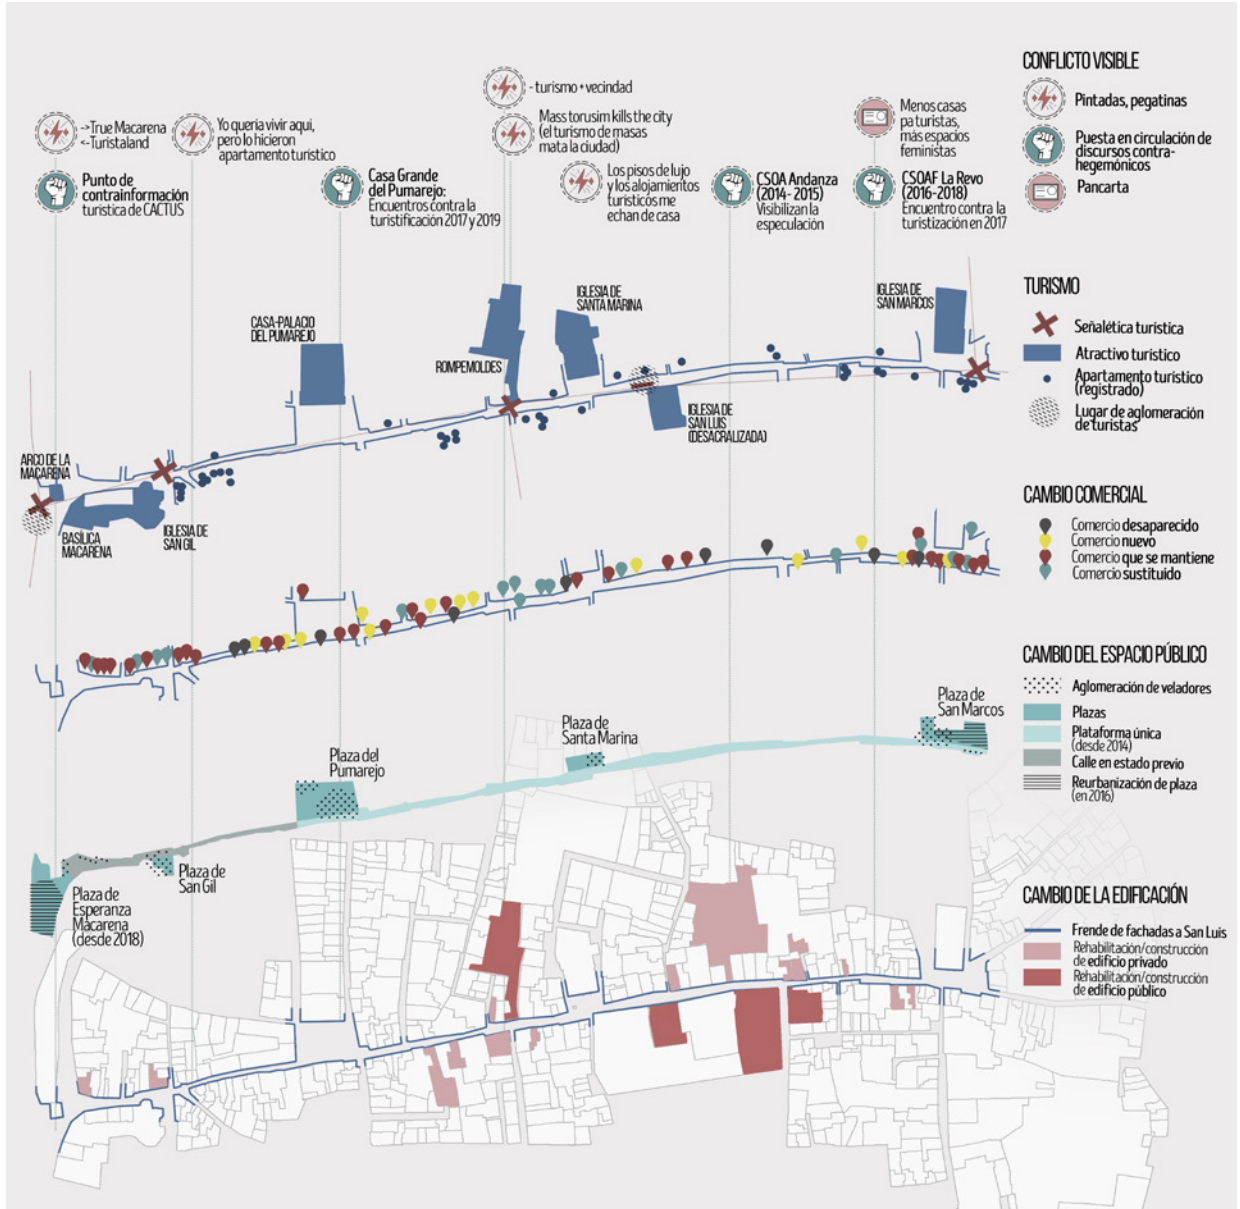 - turismo + vecindad
->True Macarena
<-Turistaland
Yo quería vivir aquí,
pero lo hicieron
apartamento turístico
Mass torusim kills the city
(el turismo de masas
mata la ciudad)
Menos casas
pa turistas,
más espacios
feministas
Punto de
contrainformación
turística de CACTUS
Casa Grande
del Pumarejo:
Encuentros contra la
turistificación 2017 y 2019
Los pisos de lujo
y los alojamientos
turísticos me
echan de casa
CSOA Andanza
(2014- 2015)
Visibilizan la
especulación
CSOAF La Revo
(2016-2018)
Encuentro contra la
turistización en 2017
CONFLICTO VISIBLE
Pintadas, pegatinas
Puesta en circulación de
discursos contra-
hegemónicos
Pancarta
CASA-PALACIO
DEL PUMAREJO
ROMPEMOLDES
IGLESIA DE
SANTA MARINA
IGLESIA DE
SAN MARCOS
IGLESIA DE
SAN LUIS
(DESACRALIZADA)
ARCO DE LA
MACARENA
BASÍLICA
MACARENA
IGLESIA DE
SAN GIL
TURISMO
Señalética turística
Atractivo turístico
Apartamento turístico
(registrado)
Lugar de aglomeración
de turistas
CAMBIO COMERCIAL
Comercio desaparecido
Comercio nuevo
Comercio que se mantiene
Comercio sustituído
Plaza de
San Marcos
Plaza de
Santa Marina
Plaza del
Pumarejo
Plaza de
San Gil
Plaza de
Esperanza
Macarena
(desde 2018)
CAMBIO DEL ESPACIO PÚBLICO
Aglomeración de veladores
Plazas
Plataforma única
(desde 2014)
Calle en estado previo
Reurbanización de plaza
(en 2016)
CAMBIO DE LA EDIFICACIÓN
Frende de fachadas a San Luis
Rehabilitación/construcción
de edificio privado
Rehabilitación/construcción
de edificio público